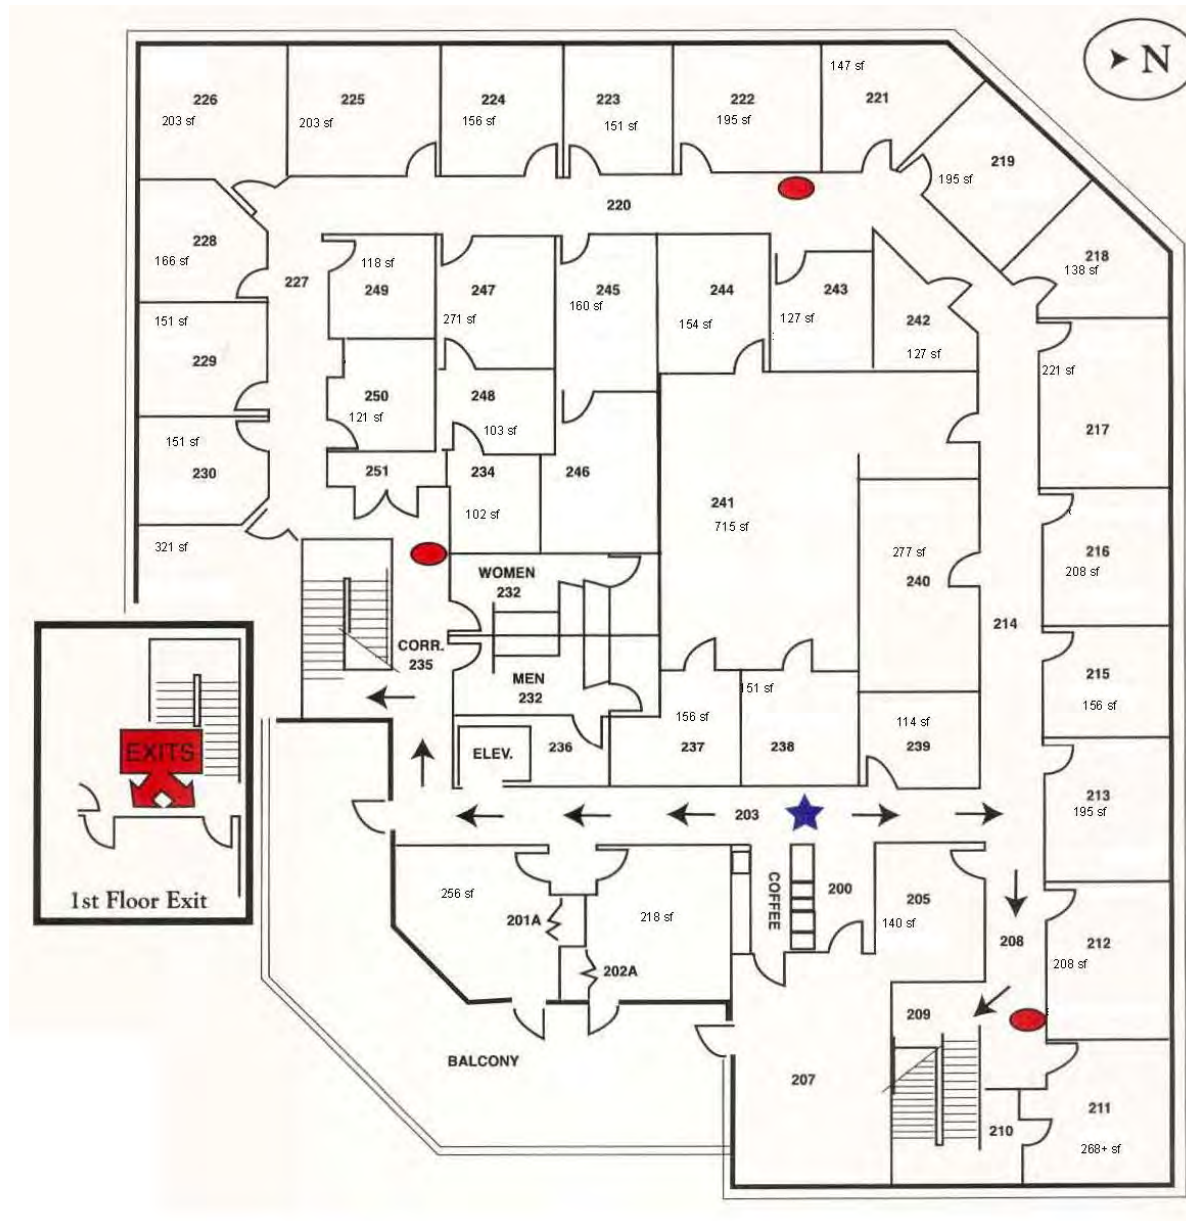 N
226
203 sf
225
203 sf
224
156 sf
223
151 sf
222
195 sf
147 sf
221
219
195 sf
218
138 sf
220
228
166 sf
227
118 sf
249
247
271 sf
245
160 sf
244
154 sf
243
127 sf
242
127 sf
151 sf
229
250
121 sf
248
103 sf
221 sf
217
151 sf
230
251
234
102 sf
246
241
715 sf
277 sf
240
216
208 sf
321 sf
WOMEN
232
CORR.
235
MEN
232
214
215
156 sf
156 sf
237
151 sf
238
114 sf
239
ELEV.
236
213
195 sf
203
EXITS
1st Floor Exit
256 sf
201A
218 sf
202A
COFFEE
200
205
140 sf
208
212
208 sf
209
BALCONY
207
210
211
268+ sf